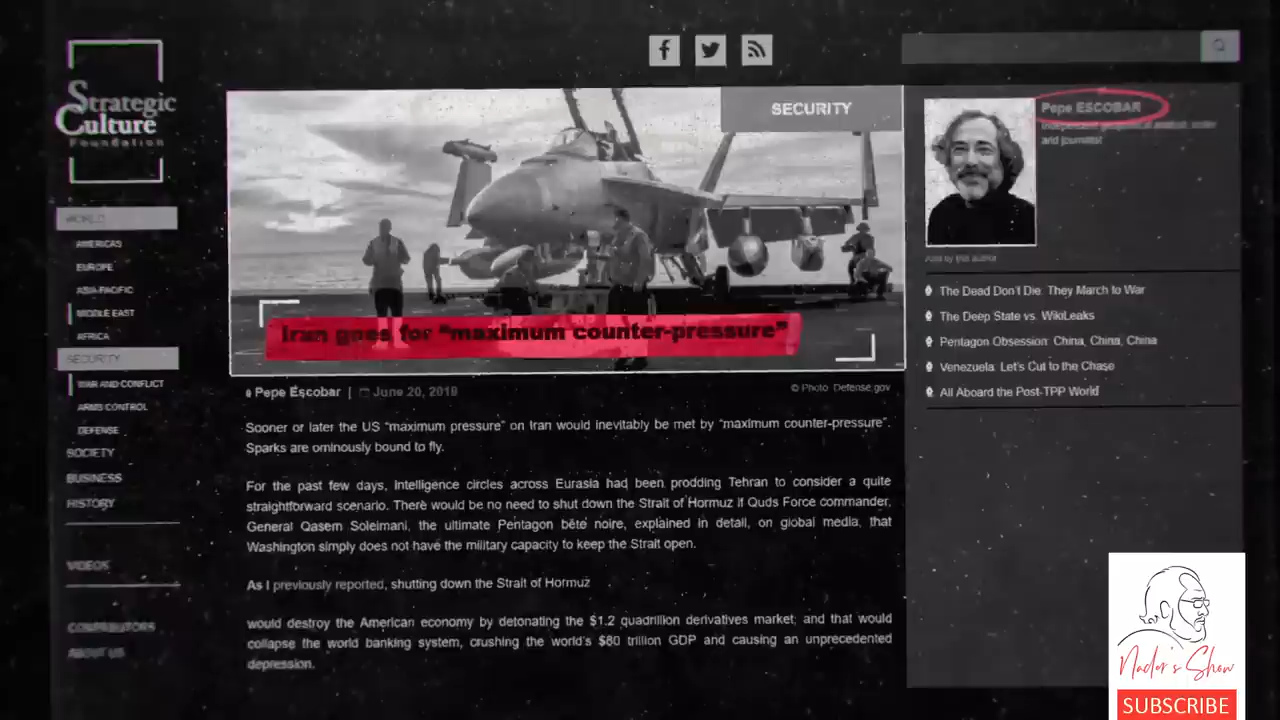 Strategic
Culture
Foundation
WORLD
AMERICAS
EUROPE
ASIA-PACIFIC
MIDDLE EAST
AFRICA
SECURITY
WAR AND CONFLICT
ARMS CONTROL
DEFENSE
SOCIETY
BUSINESS
HISTORY
VIDEOS
CONTRIBUTORS
ABOUT US
SECURITY
Iran goes for “maximum counter-pressure”
Pepe Escobar | June 20, 2019
© Photo: Defense.gov
Sooner or later the US “maximum pressure” on Iran would inevitably be met by “maximum counter-pressure”.
Sparks are ominously bound to fly.
For the past few days, intelligence circles across Eurasia had been prodding Tehran to consider a quite
straightforward scenario. There would be no need to shut down the Strait of Hormuz if Quds Force commander,
General Qasem Soleimani, the ultimate Pentagon bête noire, explained in detail, on global media, that
Washington simply does not have the military capacity to keep the Strait open.
As I previously reported, shutting down the Strait of Hormuz
would destroy the American economy by detonating the $1.2 quadrillion derivatives market; and that would
collapse the world banking system, crushing the world’s $80 trillion GDP and causing an unprecedented
depression.
Pepe ESCOBAR
Independent geopolitical analyst, writer
and journalist
Also by this author
The Dead Don’t Die: They March to War
The Deep State vs. WikiLeaks
Pentagon Obsession: China, China, China
Venezuela: Let’s Cut to the Chase
All Aboard the Post-TPP World
Nader's Show
SUBSCRIBE